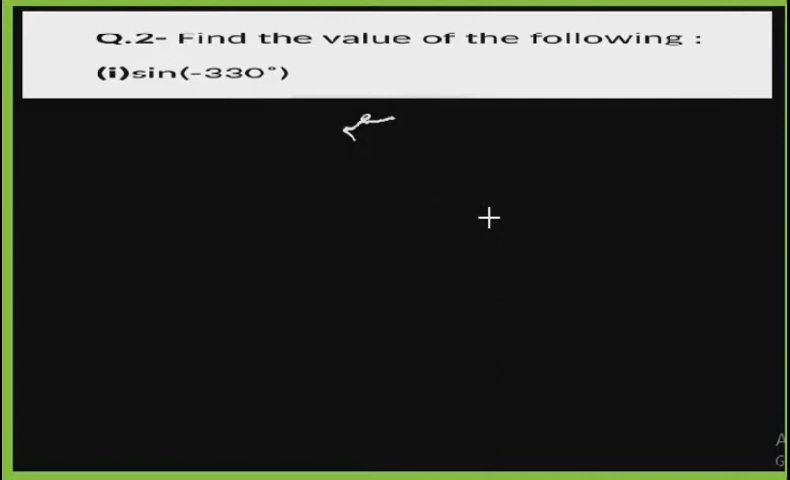 Q.2- Find the value of the following :
(i)sin(-330°)
A
G